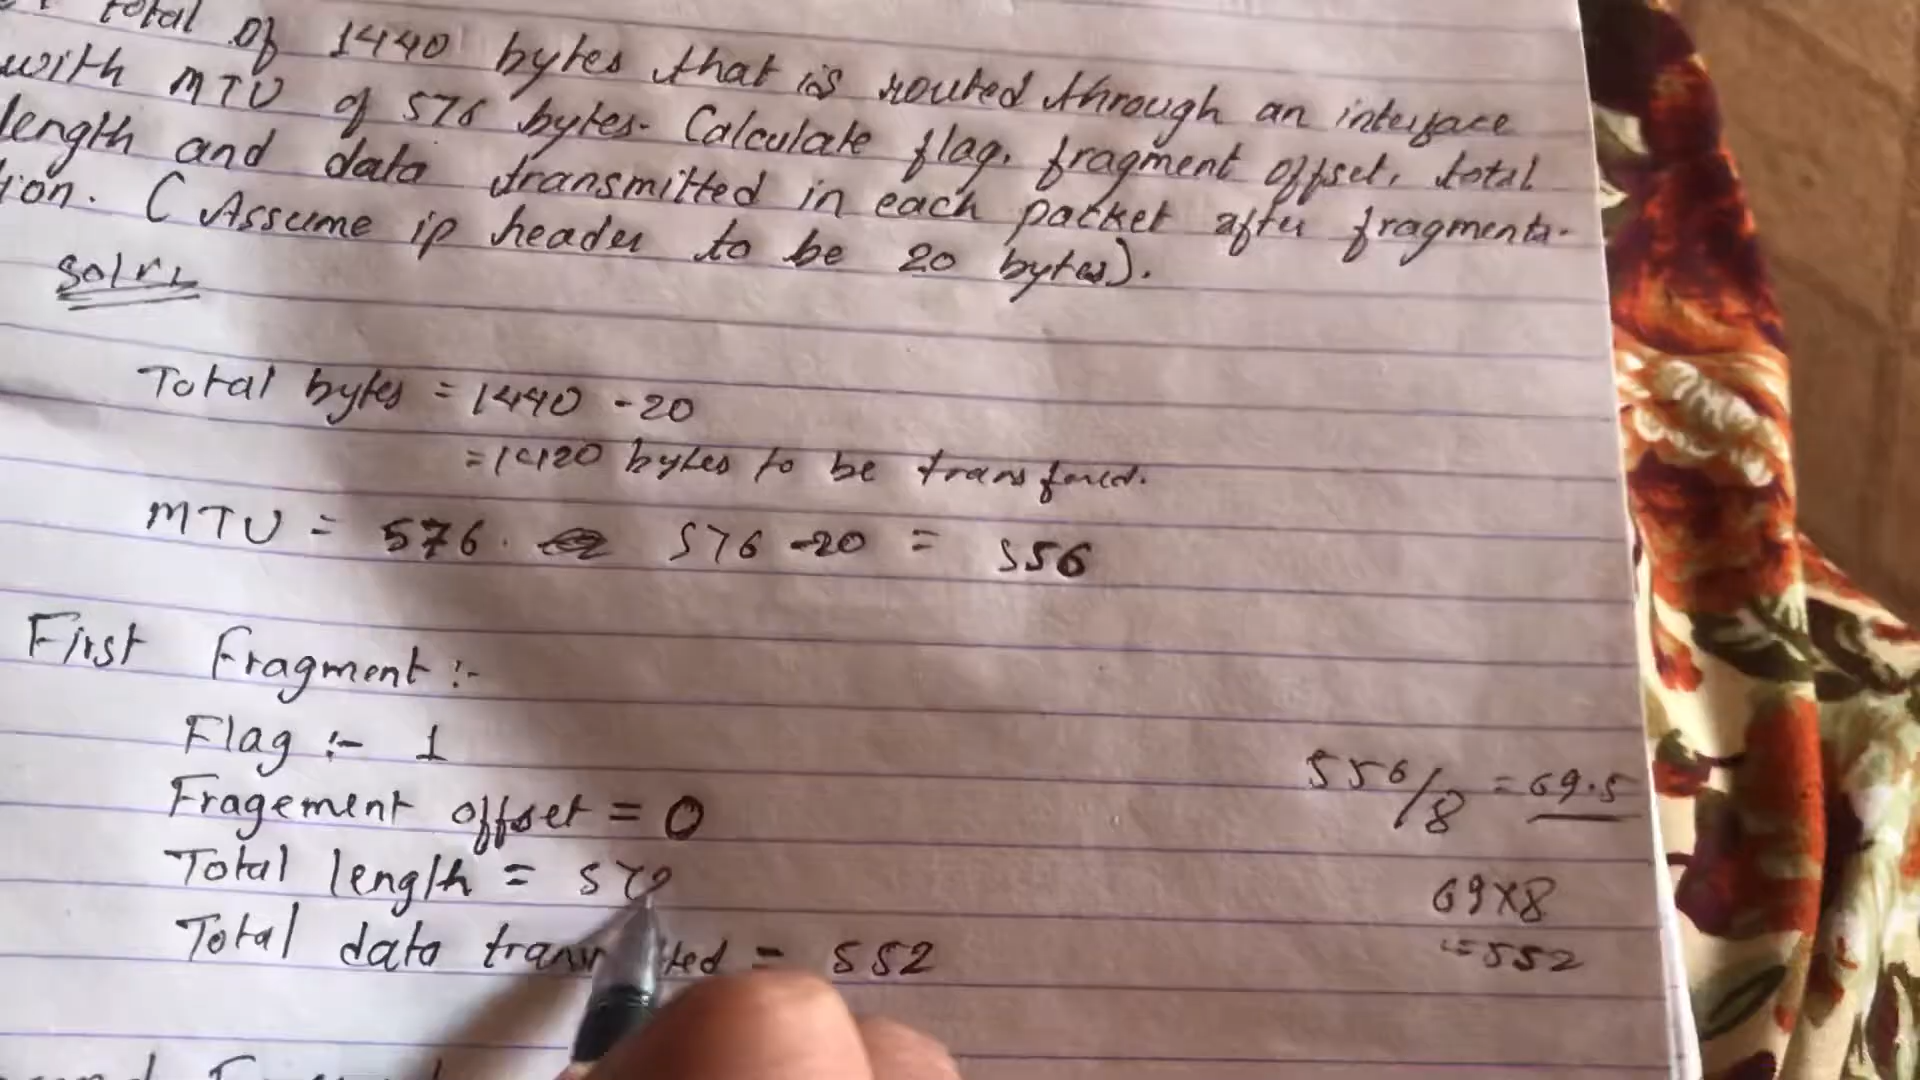 total of 1440 bytes that is routed through an interface
with MTU of 576 bytes. Calculate flag, fragment offset, total
length and data transmitted in each packet after fragmenta-
tion. (Assume ip header to be 20 bytes).
Total bytes = 1440 - 20
= 1420 bytes to be
MTU = 576. 576 - 20 = 556
First Fragment :-
Flag :- 1
Fragement offset = 0
Total length = 572
Total data = 552
556/8 = 69.5
69x8
= 552